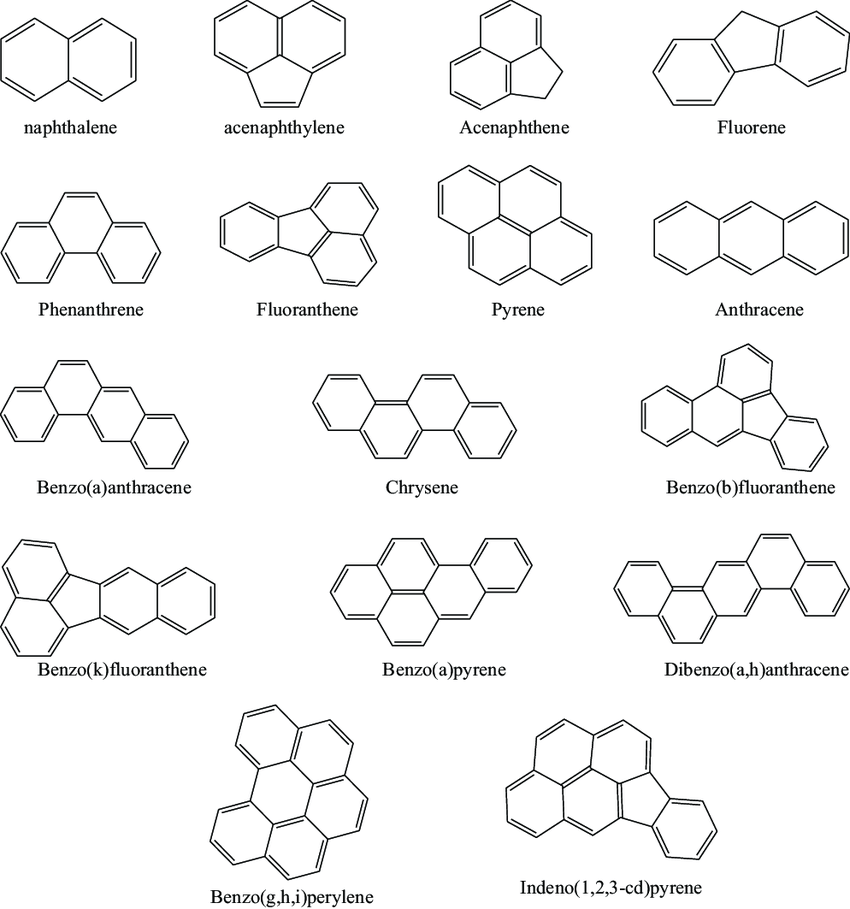 naphthalene
acenaphthylene
Acenaphthene
Fluorene
Phenanthrene
Fluoranthene
Pyrene
Anthracene
Benzo(a)anthracene
Chrysene
Benzo(b)fluoranthene
Benzo(k)fluoranthene
Benzo(a)pyrene
Dibenzo(a,h)anthracene
Benzo(g,h,i)perylene
Indeno(1,2,3-cd)pyrene